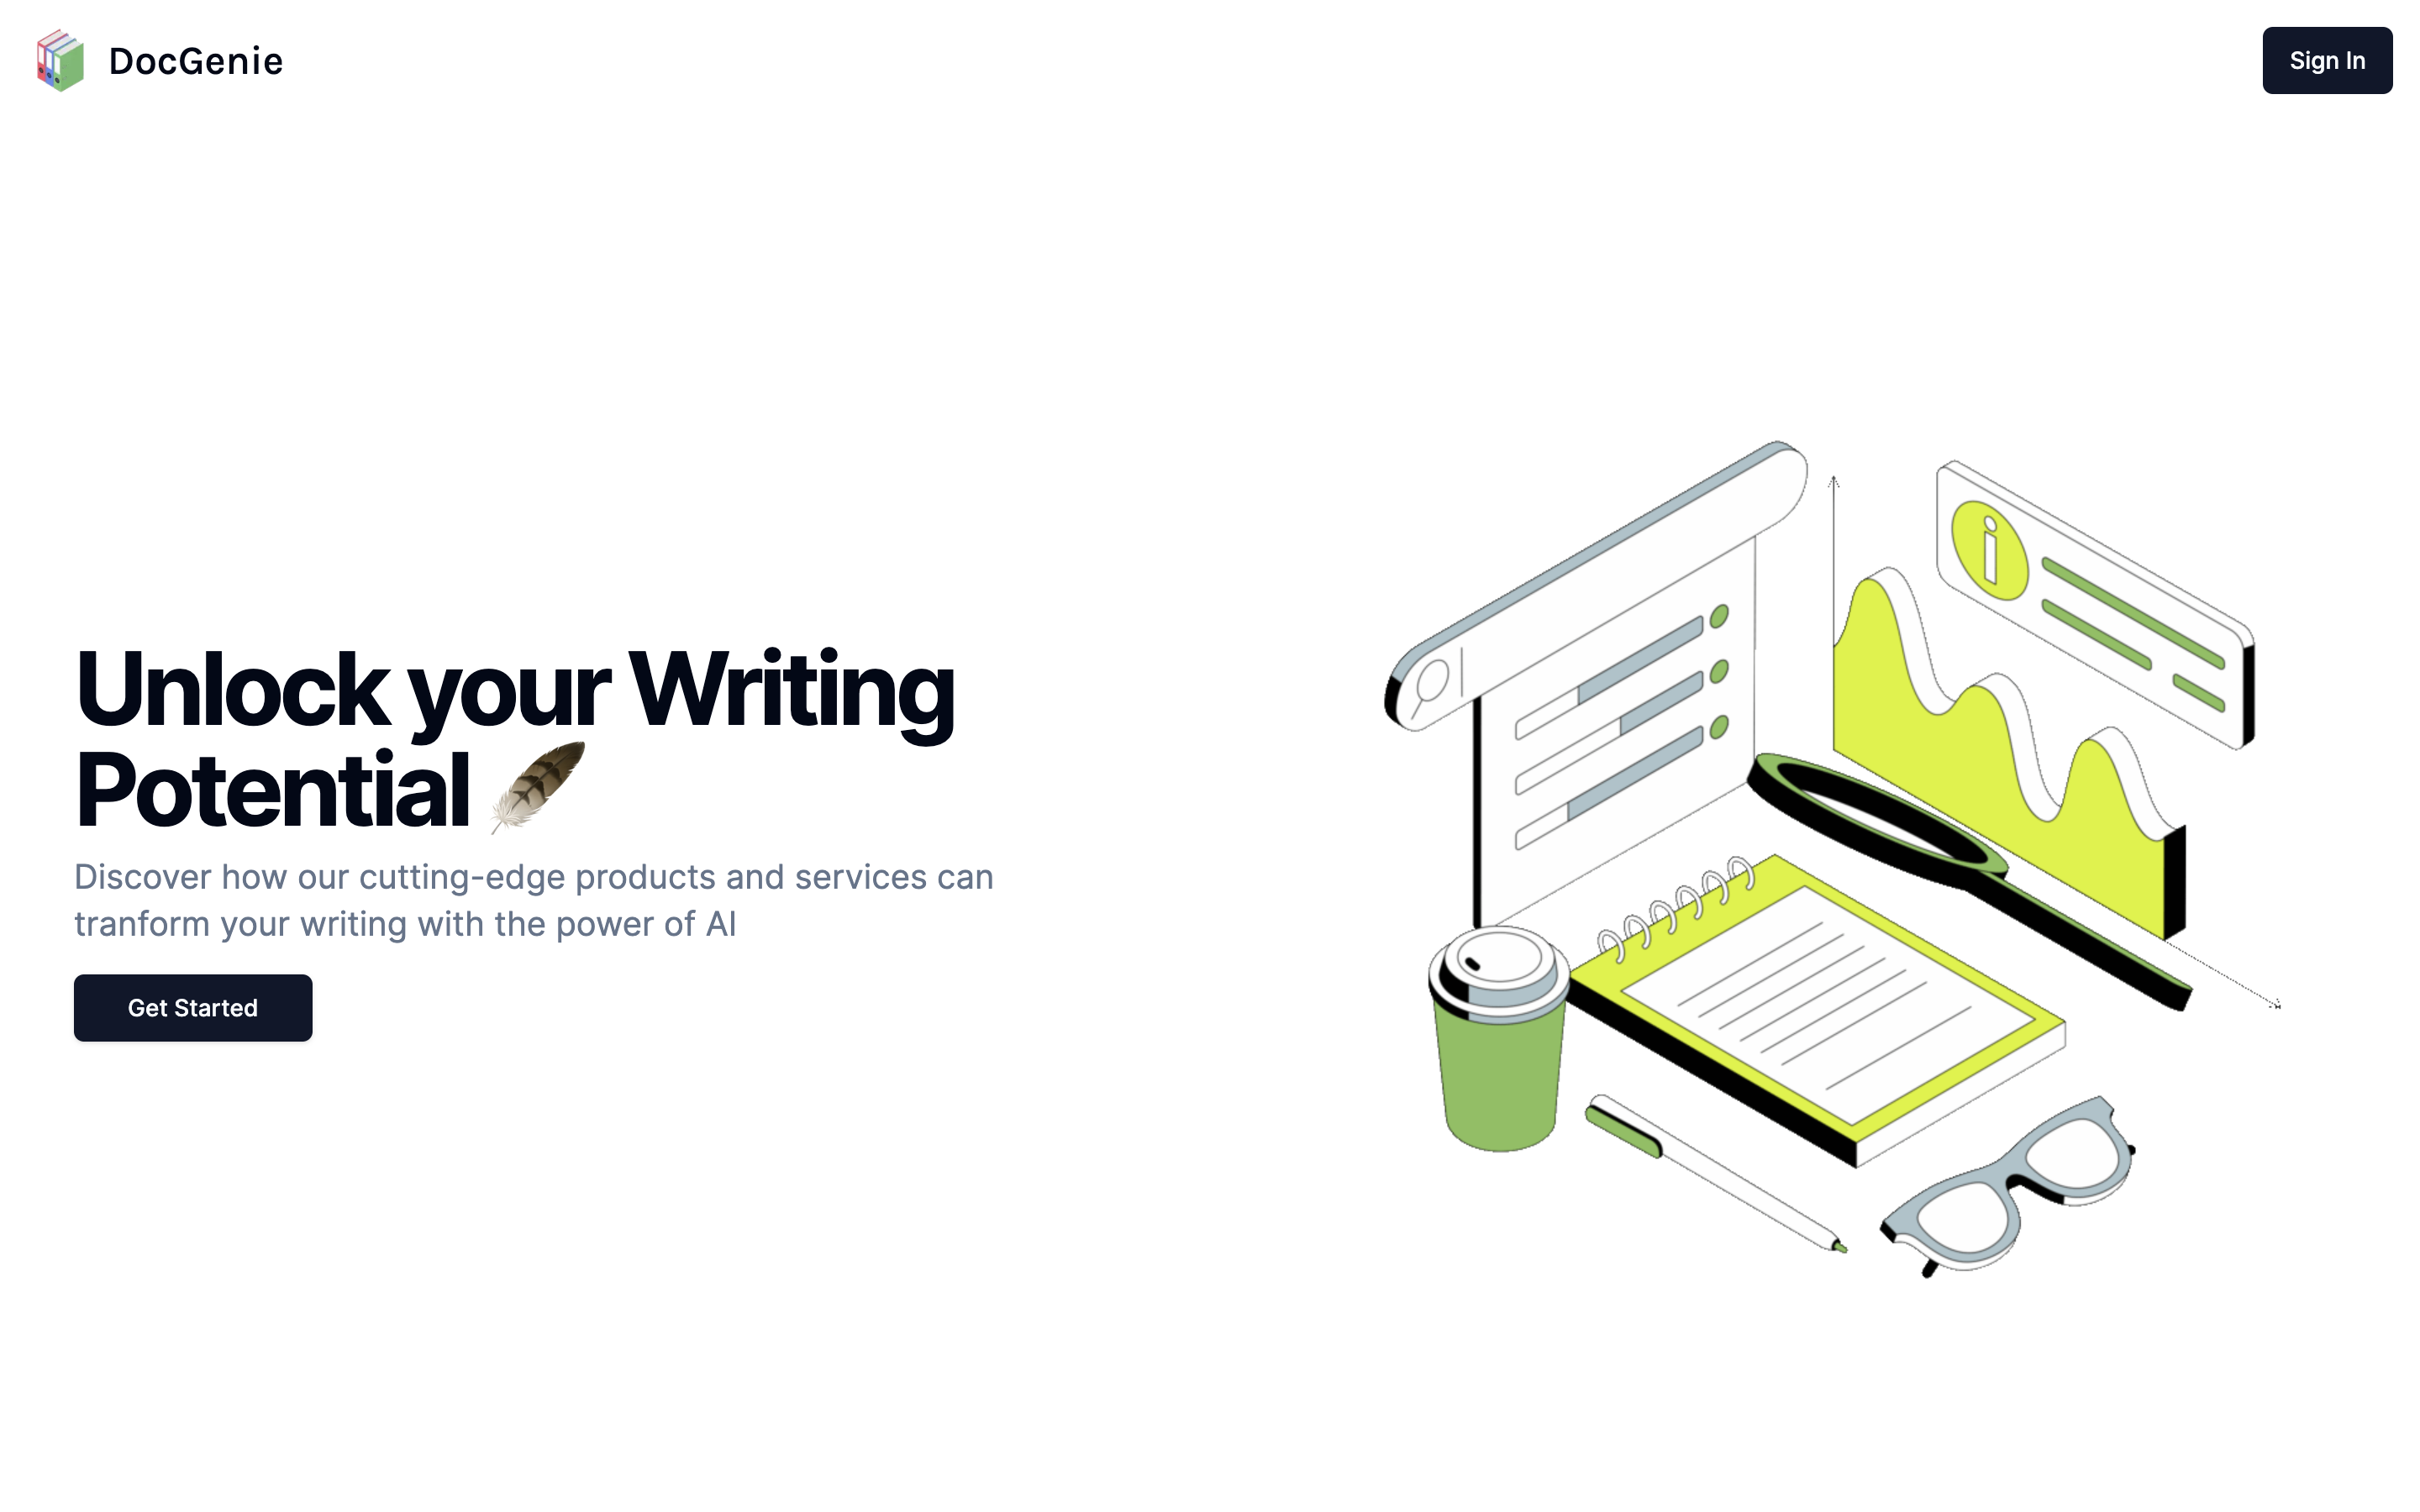 DocGenie
Sign In
Unlock your Writing
Potential 🪶
Discover how our cutting-edge products and services can
tranform your writing with the power of AI
Get Started